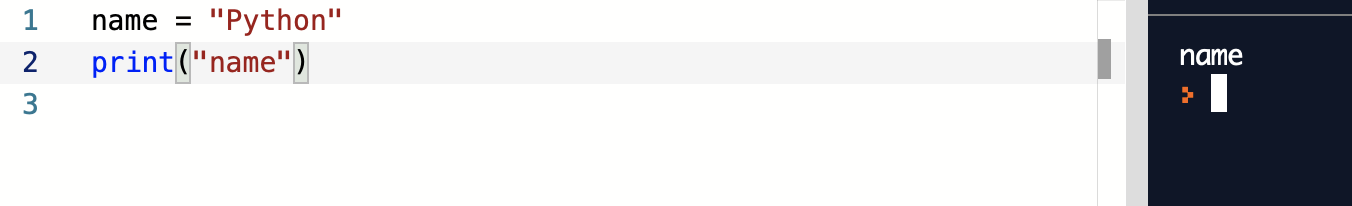 1 name = "Python"
2 print("name")
3
name
>